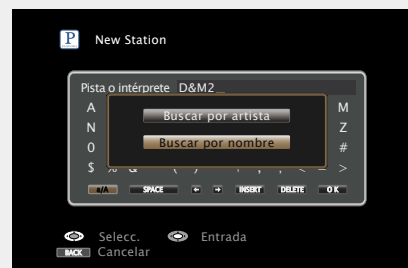 P New Station
Pista o intérprete D&M2_
A M
Buscar por artista
N Z
Buscar por nombre
0 #
$ % & ( ) < = >
a/A SPACE INSERT DELETE OK
Selecc. Entrada
BACK Cancelar